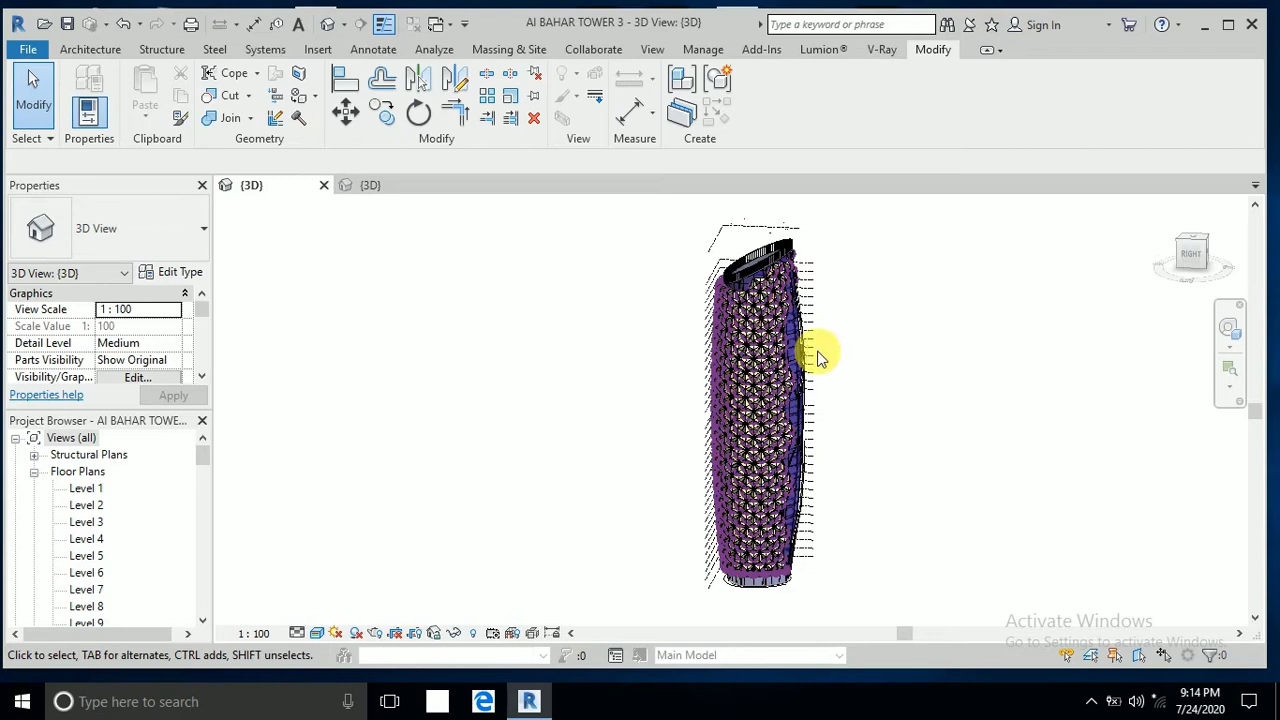 AI BAHAR TOWER 3 - 3D View: {3D}
Type a keyword or phrase
Sign In
File Architecture Structure Steel Systems Insert Annotate Analyze Massing & Site Collaborate View Manage Add-Ins Lumion® V-Ray Modify
Modify
Paste
Cope
Cut
Join
Select Properties Clipboard Geometry Modify View Measure Create
Properties
{3D}
{3D}
3D View
3D View: {3D}
Edit Type
Graphics
View Scale 1 : 100
Scale Value 1: 100
Detail Level Medium
Parts Visibility Show Original
Visibility/Grap... Edit...
Properties help
Apply
Project Browser - AI BAHAR TOWE...
Views (all)
Structural Plans
Floor Plans
Level 1
Level 2
Level 3
Level 4
Level 5
Level 6
Level 7
Level 8
Level 9
RIGHT
1 : 100
Activate Windows
Go to Settings to activate Windows.
Click to select, TAB for alternates, CTRL adds, SHIFT unselects.
:0
Main Model
:0
Type here to search
9:14 PM
7/24/2020